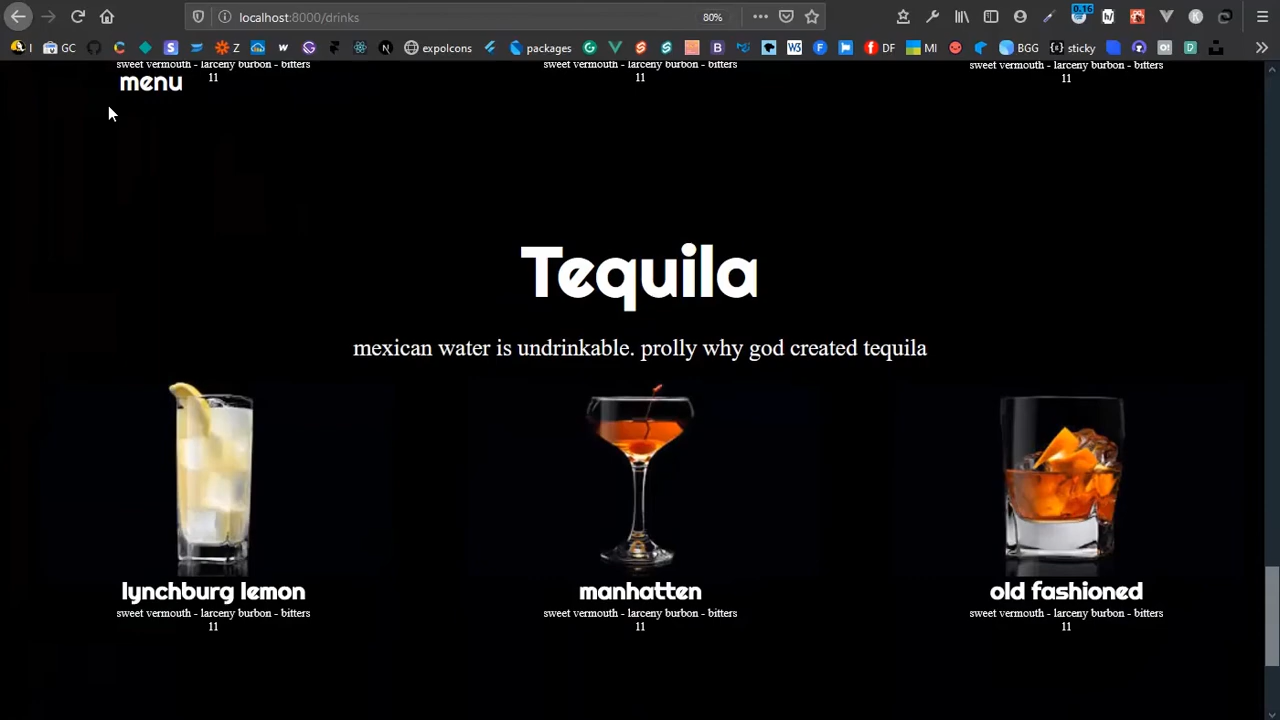 localhost:8000/drinks
80%
0.16
I
GC
Z
expoIcons
packages
DF
MI
BGG
sticky
sweet vermouth - larceny burbon - bitters
sweet vermouth - larceny burbon - bitters
sweet vermouth - larceny burbon - bitters
menu
11
11
11
Tequila
mexican water is undrinkable. prolly why god created tequila
lynchburg lemon
manhatten
old fashioned
sweet vermouth - larceny burbon - bitters
sweet vermouth - larceny burbon - bitters
sweet vermouth - larceny burbon - bitters
11
11
11